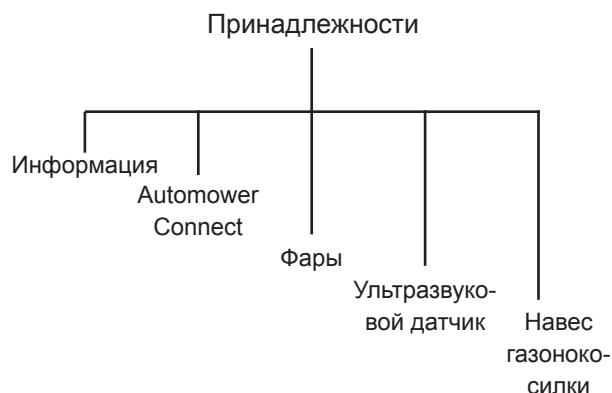 Принадлежности
Информация
Automower
Connect
Фары
Ультразвуко-
вой датчик
Навес
газоноко-
силки